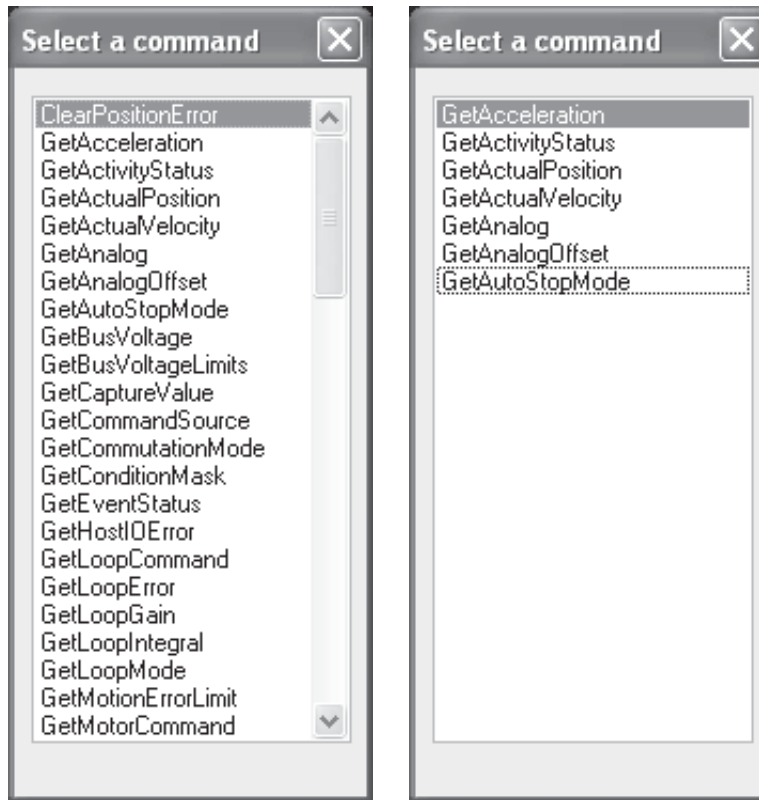 Select a command
ClearPositionError
GetAcceleration
GetActivityStatus
GetActualPosition
GetActualVelocity
GetAnalog
GetAnalogOffset
GetAutoStopMode
GetBusVoltage
GetBusVoltageLimits
GetCaptureValue
GetCommandSource
GetCommutationMode
GetConditionMask
GetEventStatus
GetHostIOError
GetLoopCommand
GetLoopError
GetLoopGain
GetLoopIntegral
GetLoopMode
GetMotionErrorLimit
GetMotorCommand
Select a command
GetAcceleration
GetActivityStatus
GetActualPosition
GetActualVelocity
GetAnalog
GetAnalogOffset
GetAutoStopMode